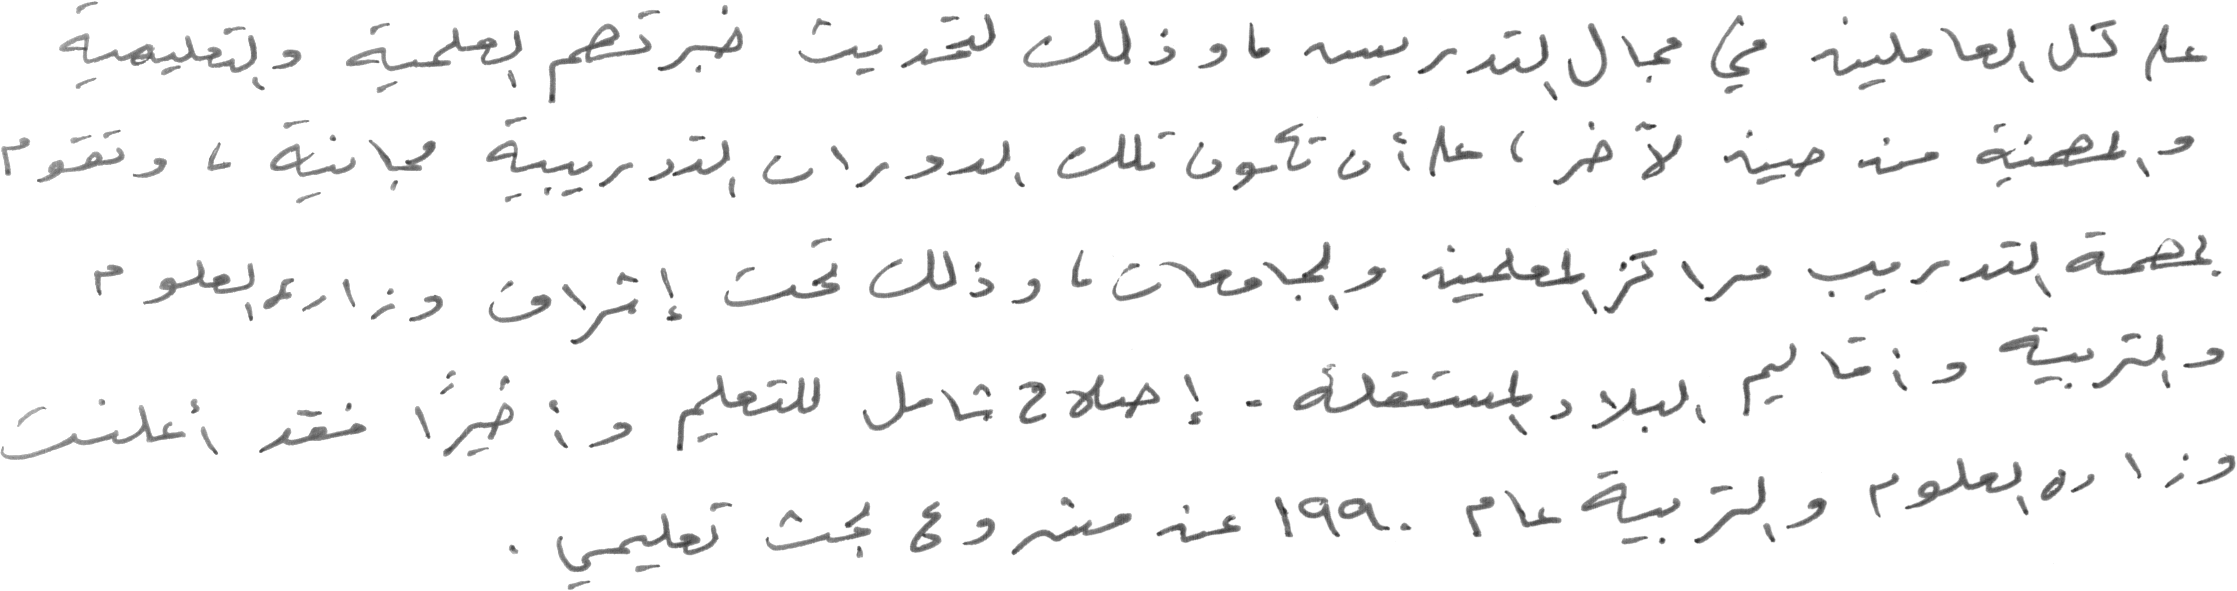 على كل العاملين في مجال التدريس، وذلك لتحديث خبرتهم العلمية والتعليمية
والمهنية من حين لآخر، على أن تكون تلك الدورات التدريبية مجانية، وتقوم
بمهمة التدريب مراكز المعلمين والجامعات، وذلك تحت إشراف وزارة العلوم
والتربية وأقاليم البلاد المستقلة. إصلاح شامل للتعليم وأخيرًا فقد أعلنت
وزارة العلوم والتربية عام ١٩٩٠ عن مشروع بحث تعليمي.